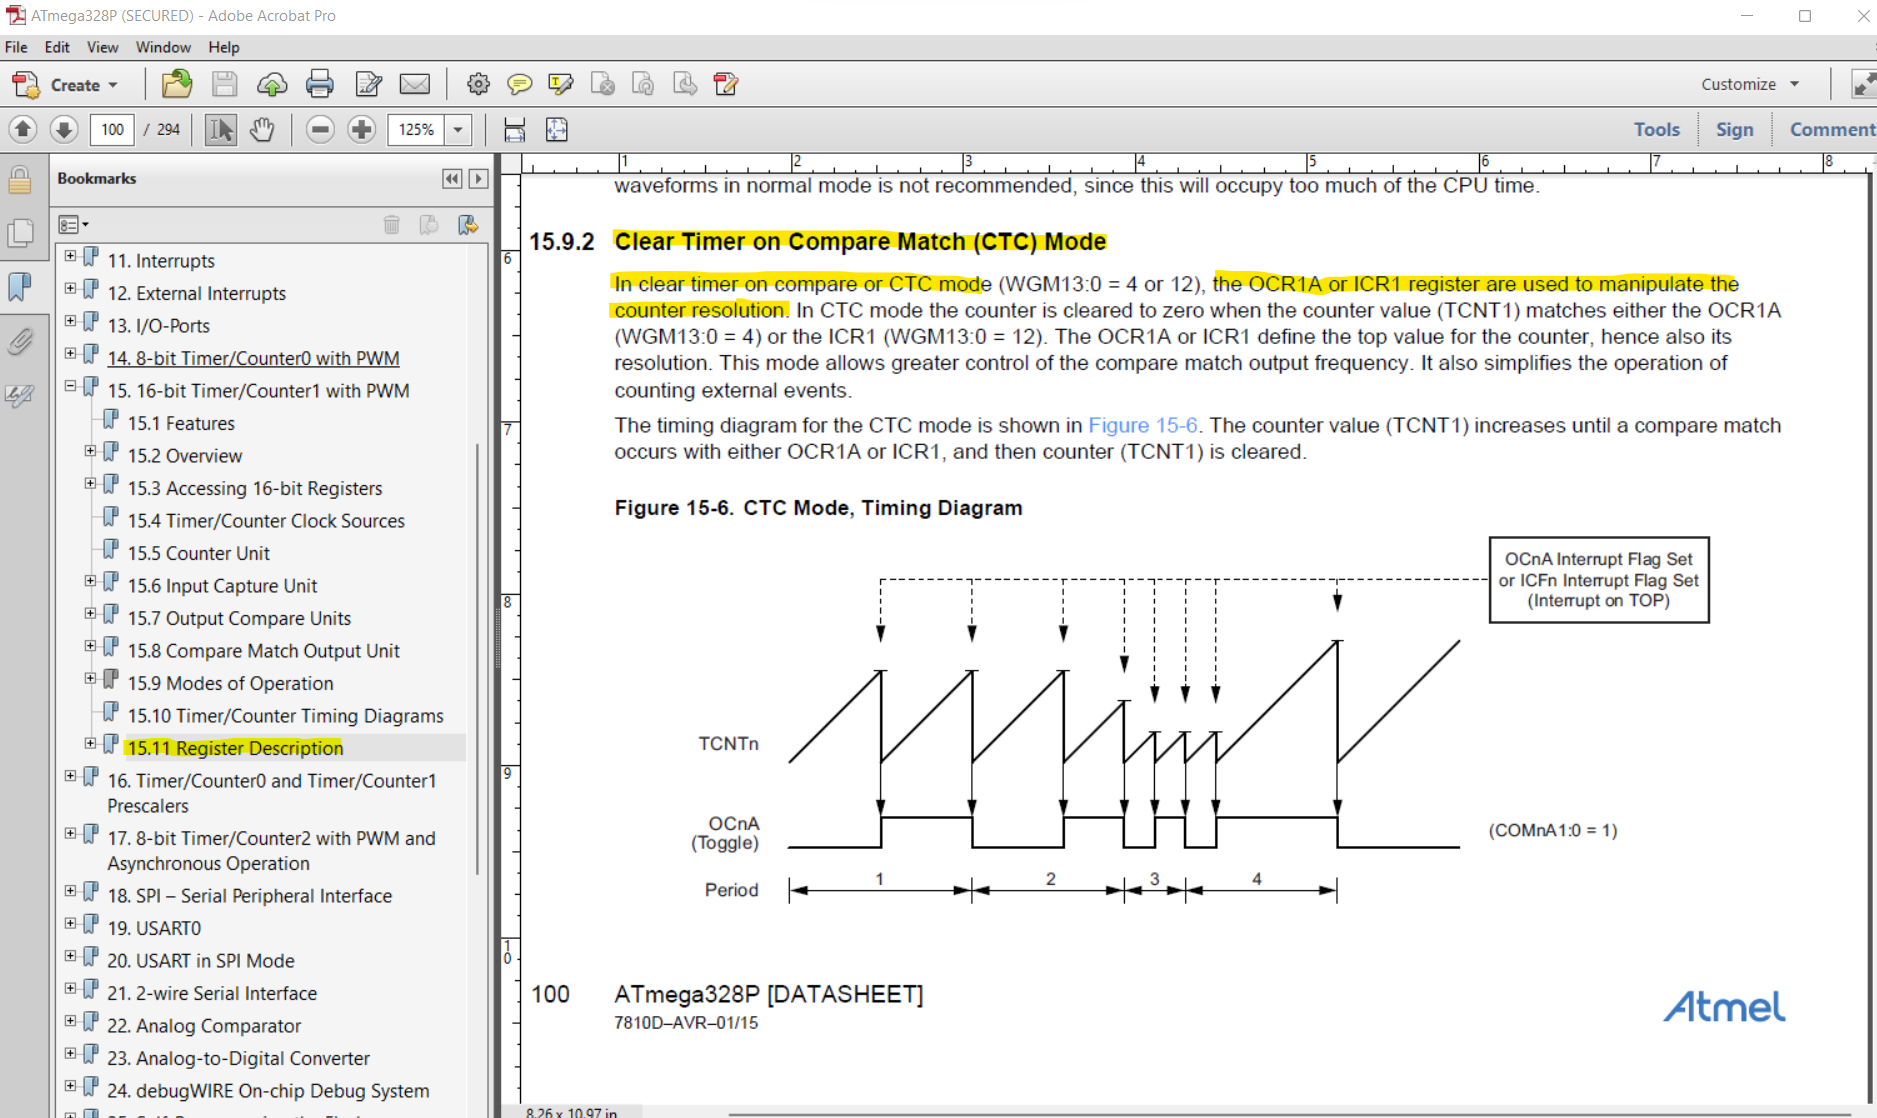 ATmega328P (SECURED) - Adobe Acrobat Pro
File Edit View Window Help
Create
Customize
100 / 294
125%
Tools Sign Comment
Bookmarks
11. Interrupts
12. External Interrupts
13. I/O-Ports
14. 8-bit Timer/Counter0 with PWM
15. 16-bit Timer/Counter1 with PWM
15.1 Features
15.2 Overview
15.3 Accessing 16-bit Registers
15.4 Timer/Counter Clock Sources
15.5 Counter Unit
15.6 Input Capture Unit
15.7 Output Compare Units
15.8 Compare Match Output Unit
15.9 Modes of Operation
15.10 Timer/Counter Timing Diagrams
15.11 Register Description
16. Timer/Counter0 and Timer/Counter1
Prescalers
17. 8-bit Timer/Counter2 with PWM and
Asynchronous Operation
18. SPI – Serial Peripheral Interface
19. USART0
20. USART in SPI Mode
21. 2-wire Serial Interface
22. Analog Comparator
23. Analog-to-Digital Converter
24. debugWIRE On-chip Debug System
1 2 3 4 5 6 7 8
6
7
8
9
10
waveforms in normal mode is not recommended, since this will occupy too much of the CPU time.
15.9.2 Clear Timer on Compare Match (CTC) Mode
In clear timer on compare or CTC mode (WGM13:0 = 4 or 12), the OCR1A or ICR1 register are used to manipulate the
counter resolution. In CTC mode the counter is cleared to zero when the counter value (TCNT1) matches either the OCR1A
(WGM13:0 = 4) or the ICR1 (WGM13:0 = 12). The OCR1A or ICR1 define the top value for the counter, hence also its
resolution. This mode allows greater control of the compare match output frequency. It also simplifies the operation of
counting external events.
The timing diagram for the CTC mode is shown in Figure 15-6. The counter value (TCNT1) increases until a compare match
occurs with either OCR1A or ICR1, and then counter (TCNT1) is cleared.
Figure 15-6. CTC Mode, Timing Diagram
OCnA Interrupt Flag Set
or ICFn Interrupt Flag Set
(Interrupt on TOP)
TCNTn
OCnA
(Toggle)
(COMnA1:0 = 1)
Period 1 2 3 4
100 ATmega328P [DATASHEET]
7810D–AVR–01/15
Atmel
8.26 x 10.97 in